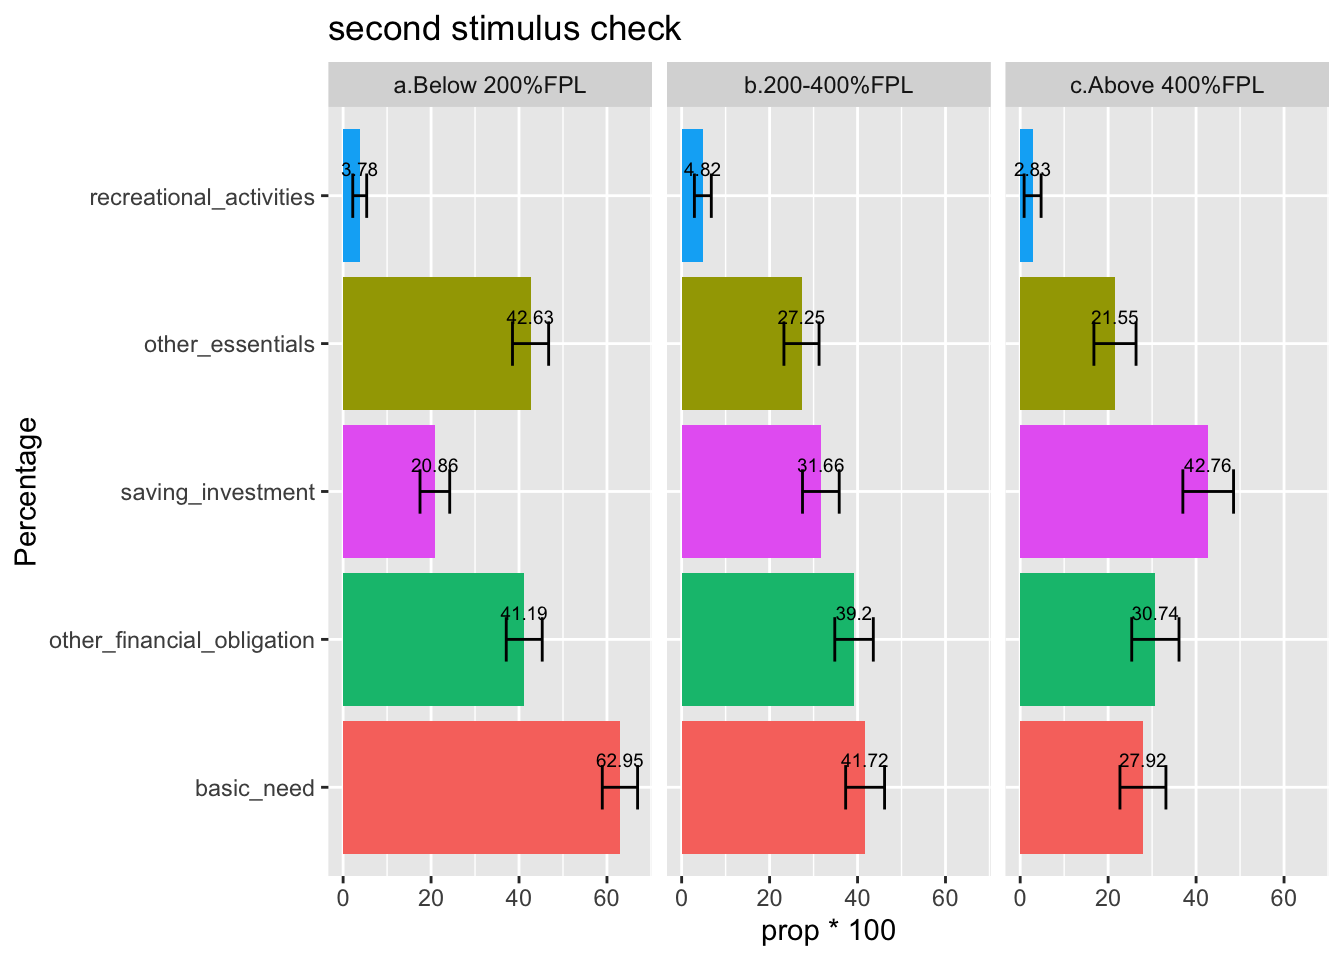 second stimulus check
a.Below 200%FPL
b.200-400%FPL
c.Above 400%FPL
recreational_activities
3.78
4.82
2.83
other_essentials
42.63
27.25
21.55
saving_investment
20.86
31.66
42.76
other_financial_obligation
41.19
39.2
30.74
basic_need
62.95
41.72
27.92
Percentage
0 20 40 60
0 20 40 60
0 20 40 60
prop * 100